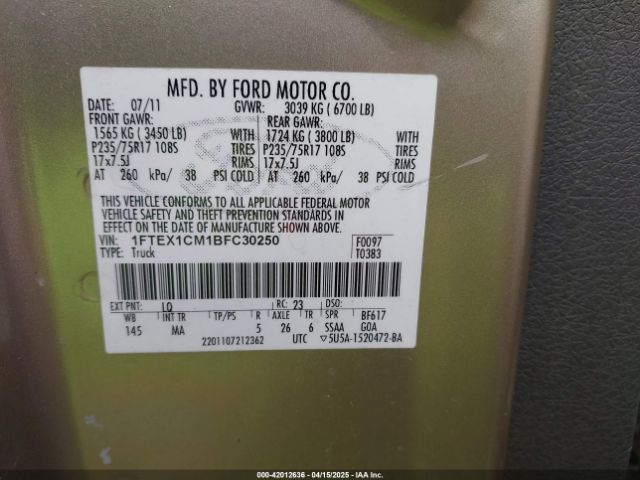 MFD. BY FORD MOTOR CO.
DATE: 07/11 GVWR: 3039 KG ( 6700 LB)
FRONT GAWR: REAR GAWR:
1565 KG ( 3450 LB) WITH 1724 KG ( 3800 LB) WITH
P235/75R17 108S TIRES P235/75R17 108S TIRES
17x7.5J RIMS 17x7.5J RIMS
AT 260 kPa/ 38 PSI COLD AT 260 kPa/ 38 PSI COLD
THIS VEHICLE CONFORMS TO ALL APPLICABLE FEDERAL MOTOR
VEHICLE SAFETY AND THEFT PREVENTION STANDARDS IN
EFFECT ON THE DATE OF MANUFACTURE SHOWN ABOVE.
VIN: 1FTEX1CM1BFC30250 F0097
TYPE: Truck T0383
EXT PNT: LQ RC: 23 DSO:
WB INT TR TP/PS R AXLE TR SPR BF617
145 MA 5 26 6 SSAA GOA
2201107212362 UTC ▽5U5A-1520472-BA
000-42012636 - 04/15/2025 - IAA Inc.